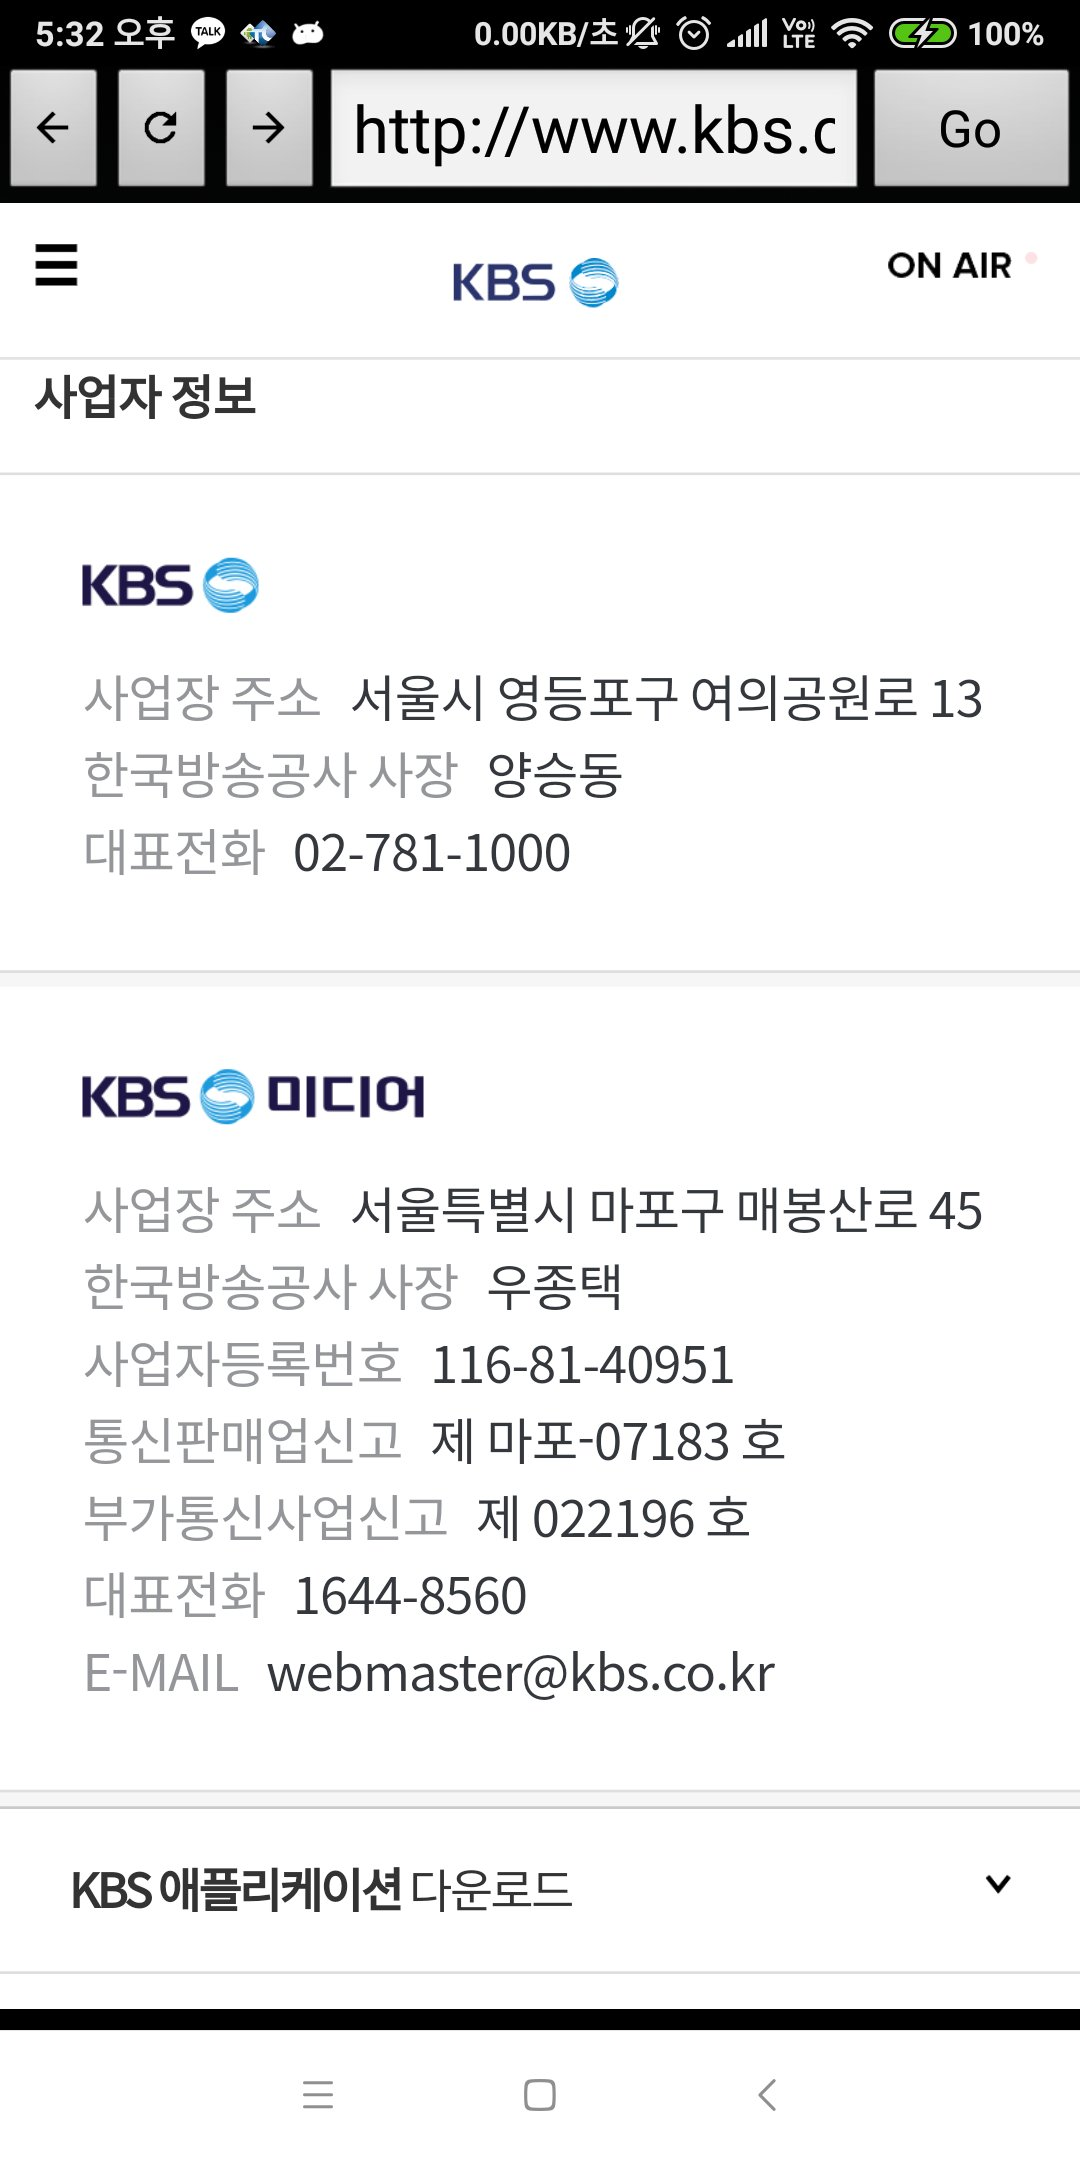 5:32 오후 TALK 0.00KB/초 Vo)) LTE 100%
http://www.kbs.c Go
KBS ON AIR
사업자 정보
KBS
사업장 주소 서울시 영등포구 여의공원로 13
한국방송공사 사장 양승동
대표전화 02-781-1000
KBS 미디어
사업장 주소 서울특별시 마포구 매봉산로 45
한국방송공사 사장 우종택
사업자등록번호 116-81-40951
통신판매업신고 제 마포-07183 호
부가통신사업신고 제 022196 호
대표전화 1644-8560
E-MAIL webmaster@kbs.co.kr
KBS 애플리케이션 다운로드